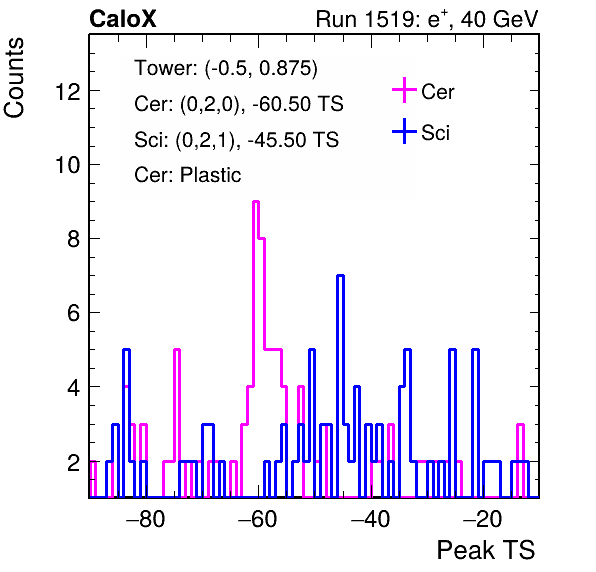 CaloX Run 1519: e+, 40 GeV
Counts
Tower: (-0.5, 0.875)
Cer: (0,2,0), -60.50 TS
Sci: (0,2,1), -45.50 TS
Cer: Plastic
Cer
Sci
12
10
8
6
4
2
−80 −60 −40 −20
Peak TS